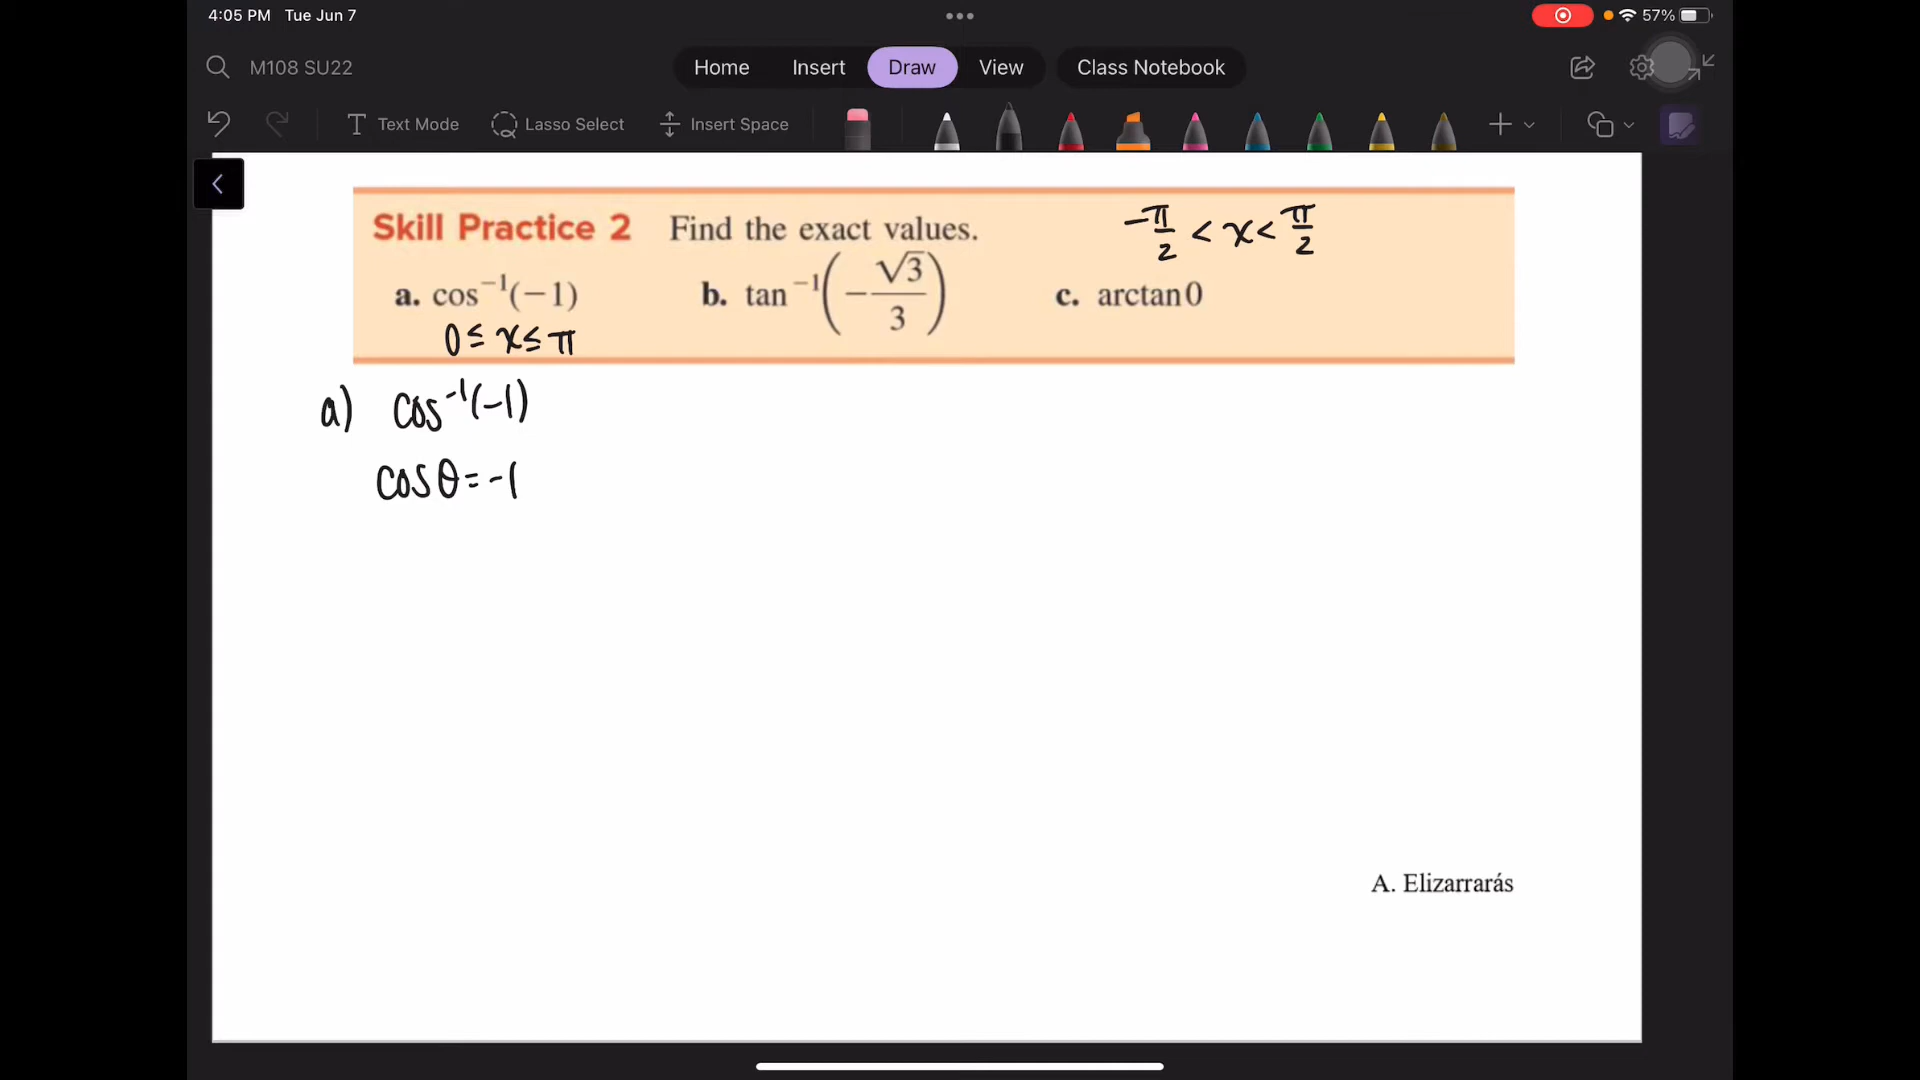 4:05 PM Tue Jun 7
57%
M108 SU22
Home Insert Draw View Class Notebook
Text Mode Lasso Select Insert Space
Skill Practice 2 Find the exact values.
-π/2 < x < π/2
a. cos⁻¹(−1) b. tan⁻¹(−√3/3) c. arctan 0
0 ≤ x ≤ π
a) cos⁻¹(-1)
cos θ = -1
A. Elizarrarás